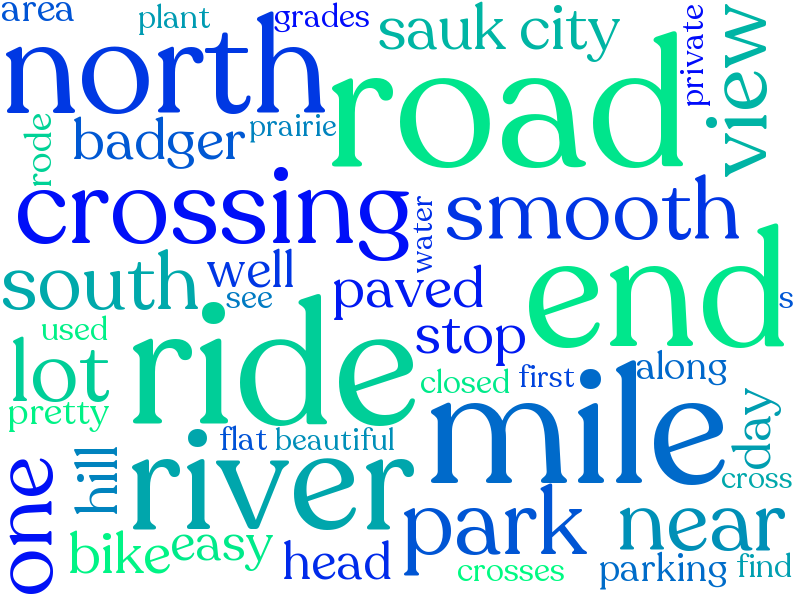 area
plant
grades
sauk city
private
view
north
road
rode
badger
prairie
crossing
water
smooth
south
well
see
paved
end
s
used
ride
stop
lot
closed
first
along
pretty
mile
day
flat
beautiful
cross
one
hill
river
park
near
bike
easy
head
crosses
parking
find